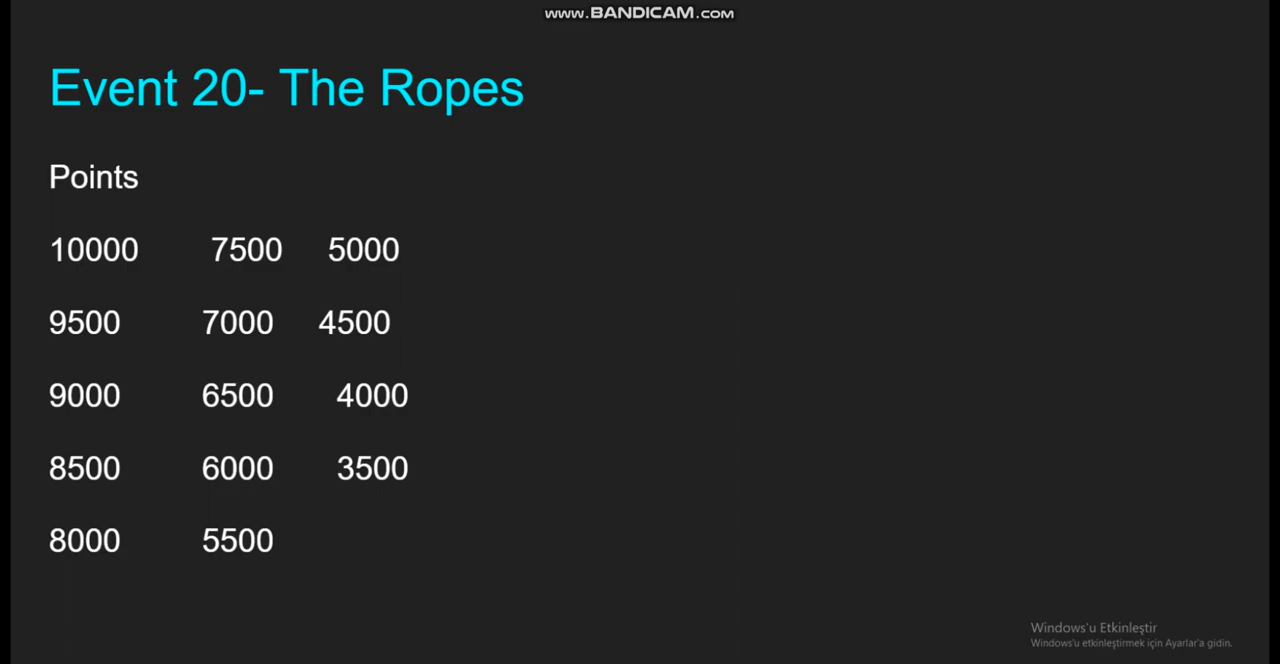 www.BANDICAM.com
Event 20- The Ropes
Points
10000 7500 5000
9500 7000 4500
9000 6500 4000
8500 6000 3500
8000 5500
Windows'u Etkinleştir
Windows'u etkinleştirmek için Ayarlar'a gidin.